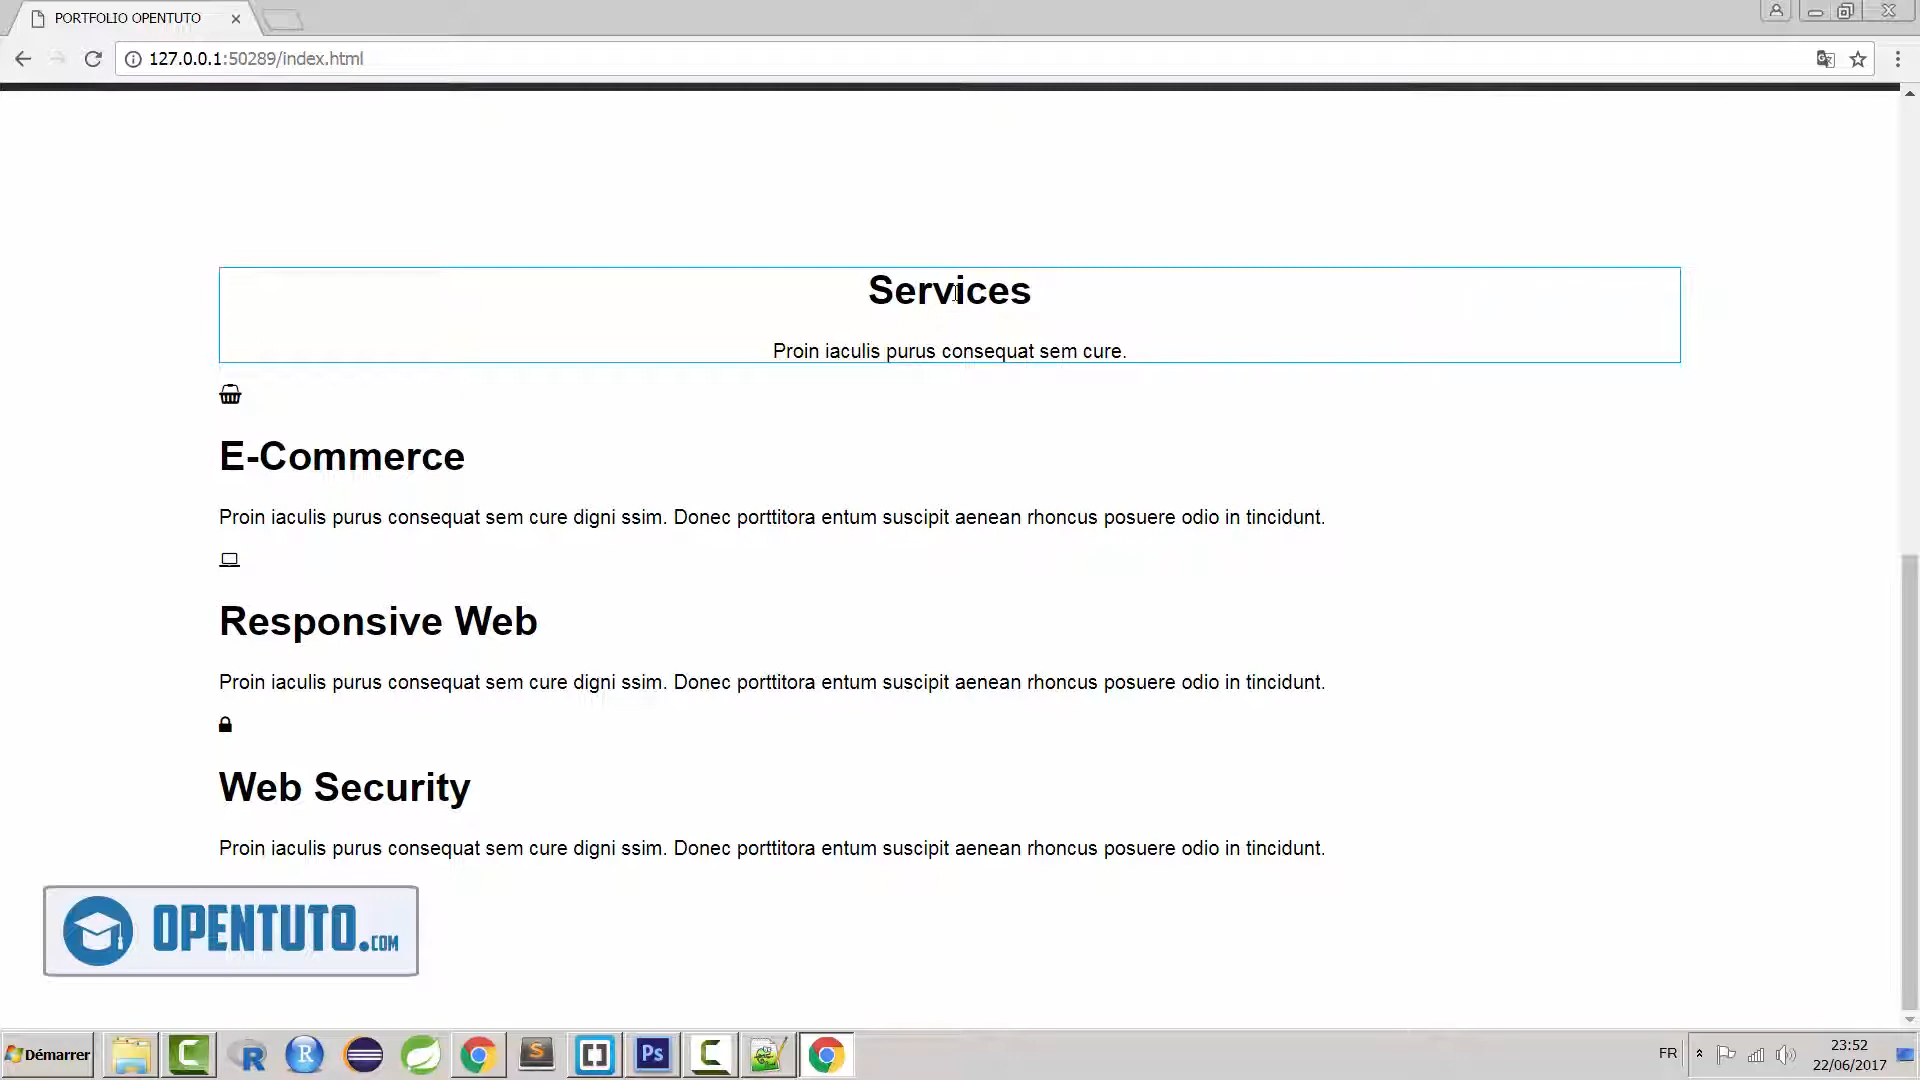 PORTFOLIO OPENTUTO
127.0.0.1:50289/index.html
Services
Proin iaculis purus consequat sem cure.
E-Commerce
Proin iaculis purus consequat sem cure digni ssim. Donec porttitora entum suscipit aenean rhoncus posuere odio in tincidunt.
Responsive Web
Proin iaculis purus consequat sem cure digni ssim. Donec porttitora entum suscipit aenean rhoncus posuere odio in tincidunt.
Web Security
Proin iaculis purus consequat sem cure digni ssim. Donec porttitora entum suscipit aenean rhoncus posuere odio in tincidunt.
OPENTUTO.COM
Démarrer
C
R
R
S
Ps
C
FR
23:52
22/06/2017